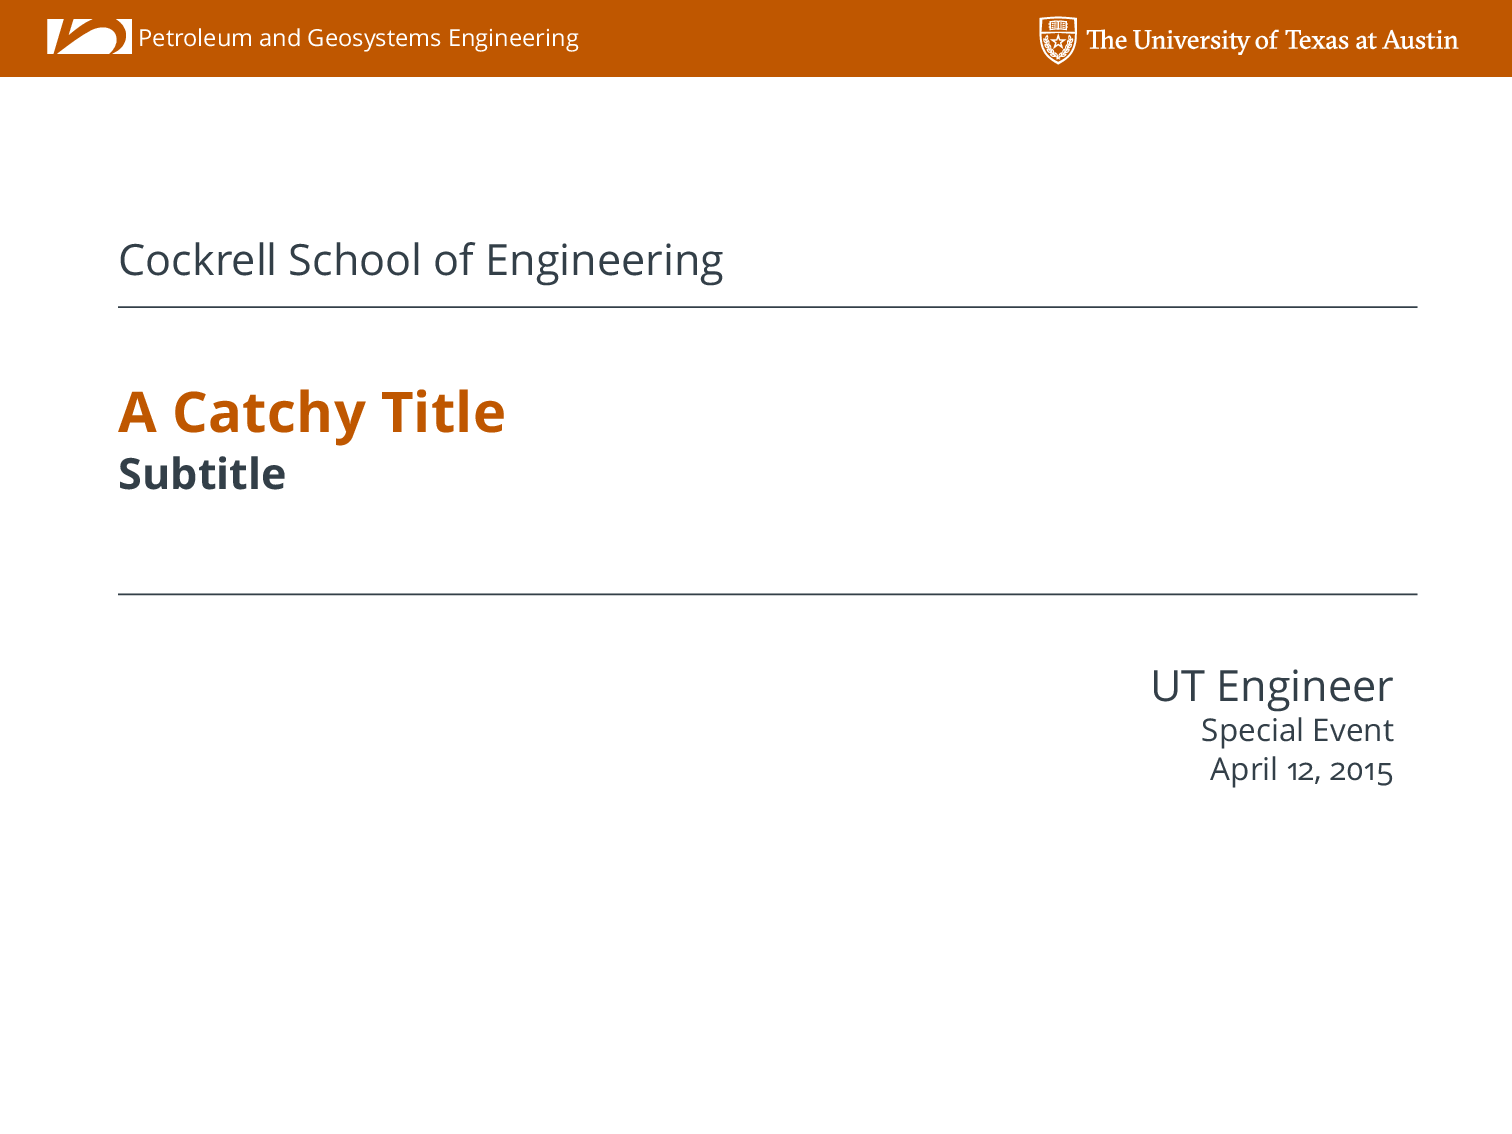 Petroleum and Geosystems Engineering
The University of Texas at Austin
Cockrell School of Engineering
A Catchy Title
Subtitle
UT Engineer
Special Event
April 12, 2015